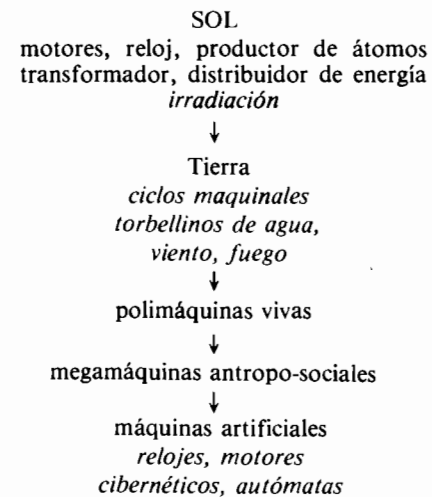 SOL
motores, reloj, productor de átomos
transformador, distribuidor de energía
irradiación
↓
Tierra
ciclos maquinales
torbellinos de agua,
viento, fuego
↓
polimáquinas vivas
↓
megamáquinas antropo-sociales
↓
máquinas artificiales
relojes, motores
cibernéticos, autómatas